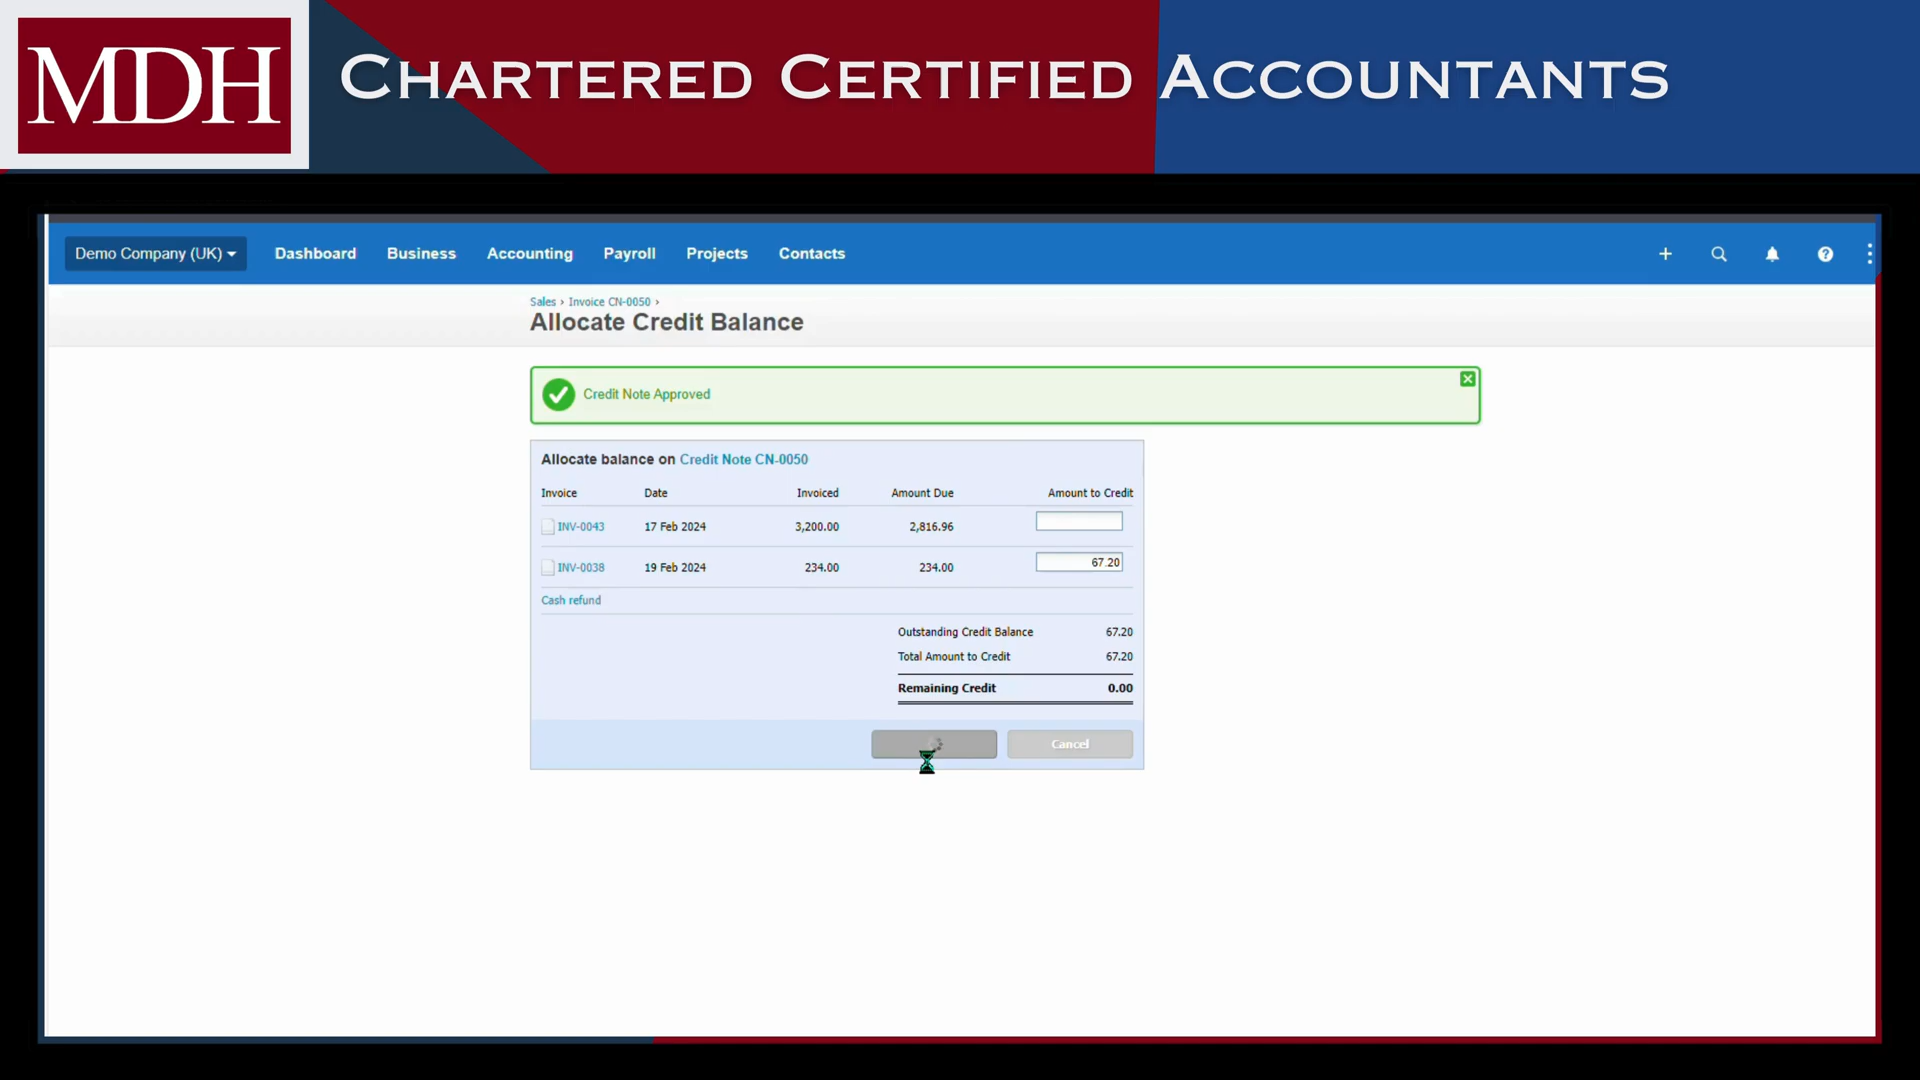 MDH
CHARTERED CERTIFIED ACCOUNTANTS
Demo Company (UK) Dashboard Business Accounting Payroll Projects Contacts
Sales › Invoice CN-0050 ›
Allocate Credit Balance
Credit Note Approved
Allocate balance on Credit Note CN-0050
Invoice Date Invoiced Amount Due Amount to Credit
INV-0043 17 Feb 2024 3,200.00 2,816.96
INV-0038 19 Feb 2024 234.00 234.00 67.20
Cash refund
Outstanding Credit Balance 67.20
Total Amount to Credit 67.20
Remaining Credit 0.00
Cancel